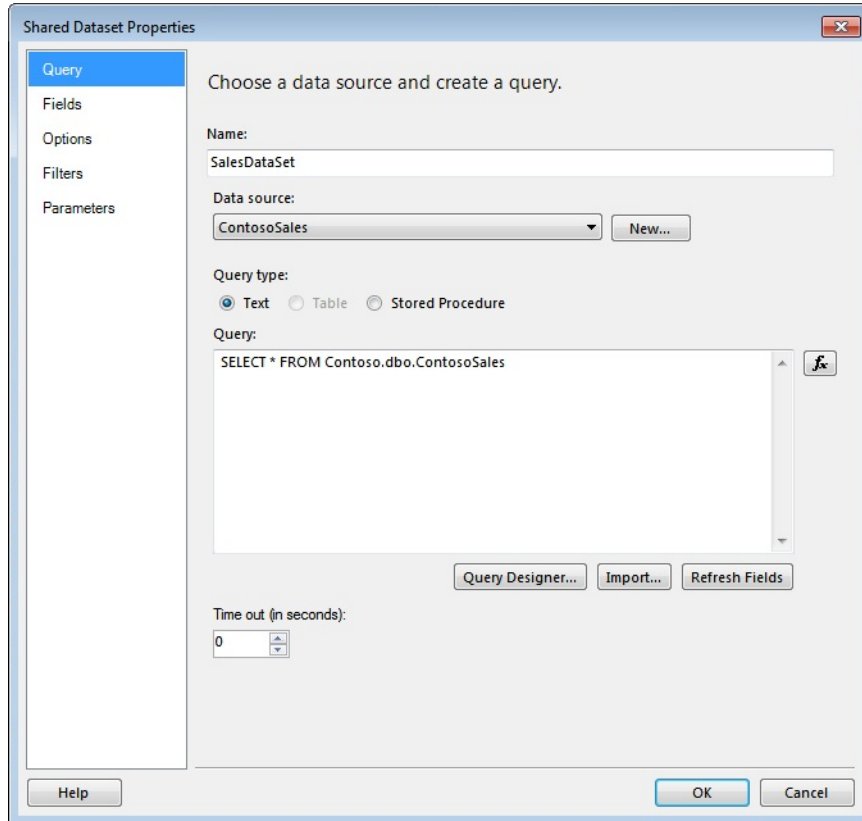 Shared Dataset Properties
Query
Fields
Options
Filters
Parameters
Choose a data source and create a query.
Name:
SalesDataSet
Data source:
ContosoSales
New...
Query type:
Text
Table
Stored Procedure
Query:
SELECT * FROM Contoso.dbo.ContosoSales
fx
Query Designer...
Import...
Refresh Fields
Time out (in seconds):
0
Help
OK
Cancel